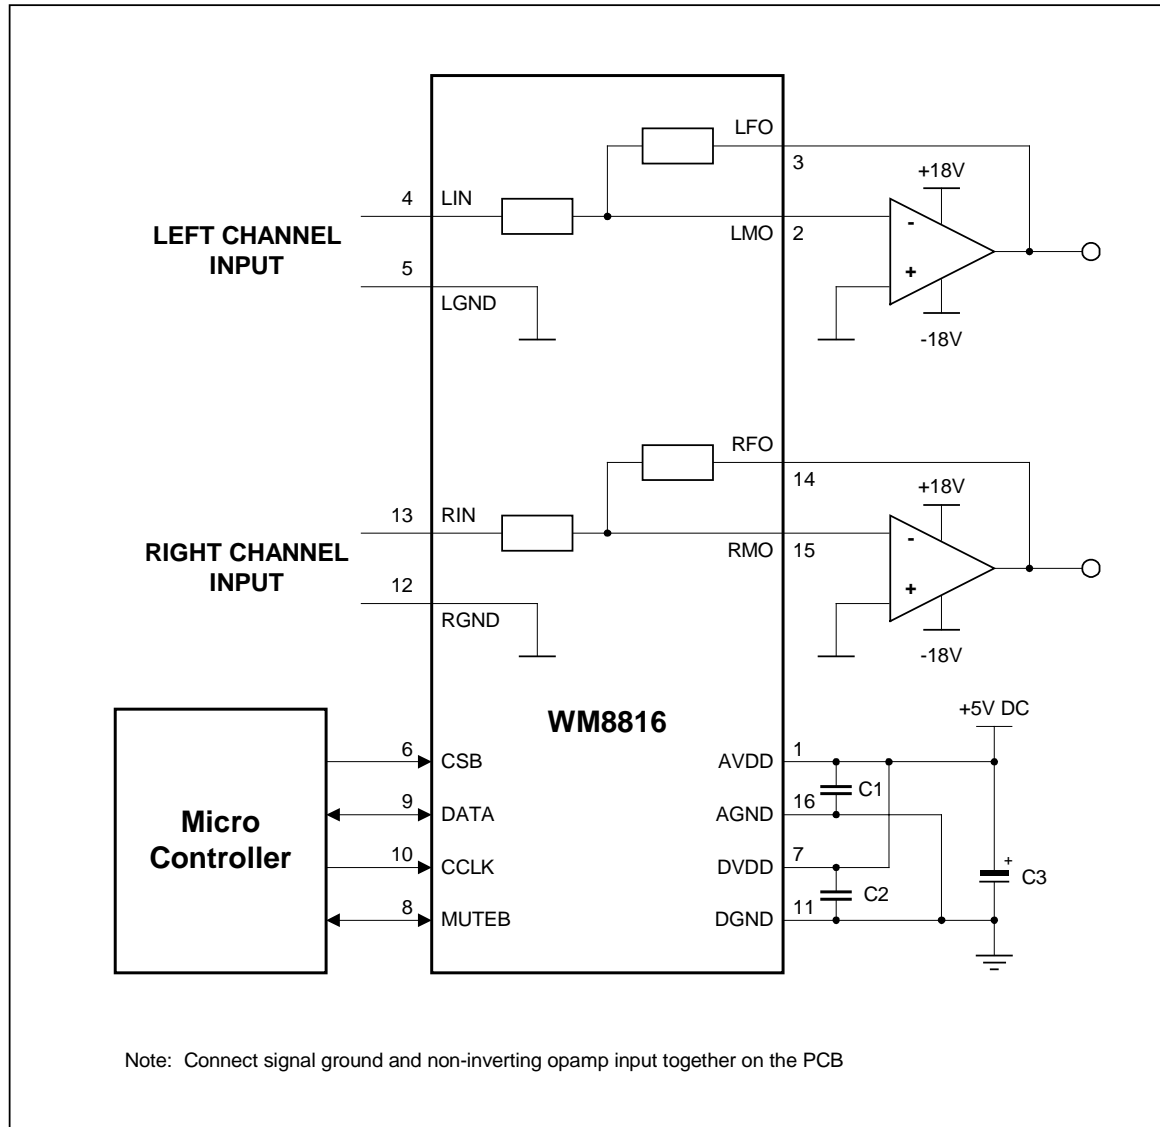 LFO
3
+18V
4 LIN
-
LEFT CHANNEL
INPUT
LMO 2
5
+
LGND
-18V
RFO
14
+18V
13 RIN
-
RIGHT CHANNEL
INPUT
RMO 15
12
+
RGND
-18V
WM8816
+5V DC
6 CSB
AVDD 1
C1
Micro
Controller
9 DATA
AGND 16
10 CCLK
DVDD 7
+
C3
C2
8 MUTEB
DGND 11
Note: Connect signal ground and non-inverting opamp input together on the PCB